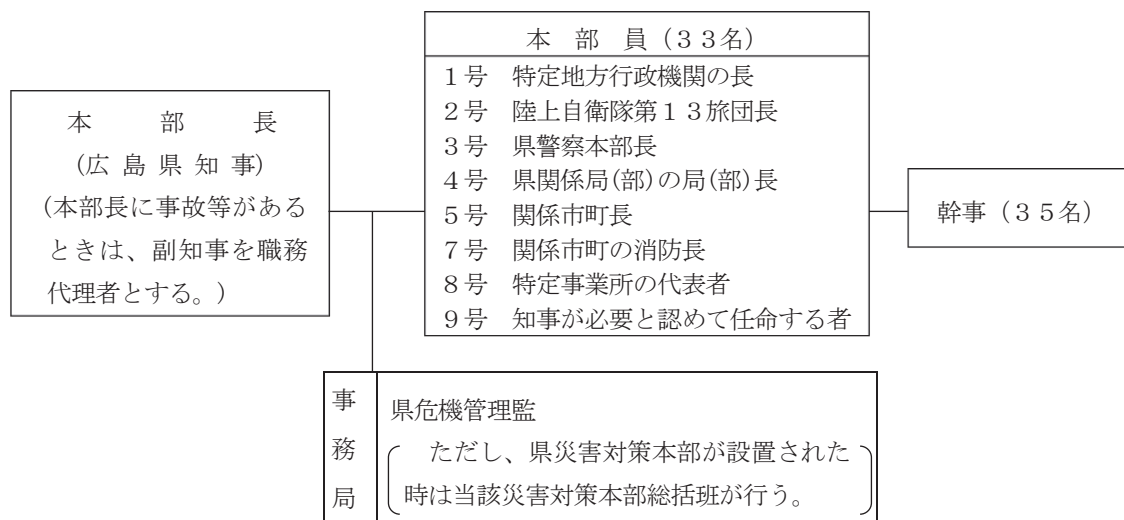 本　部　長
(広 島 県 知 事)
(本部長に事故等がある
ときは、副知事を職務
代理者とする。)
本　部　員（３３名）
１号　特定地方行政機関の長
２号　陸上自衛隊第１３旅団長
３号　県警察本部長
４号　県関係局(部)の局(部)長
５号　関係市町長
７号　関係市町の消防長
８号　特定事業所の代表者
９号　知事が必要と認めて任命する者
幹事（３５名）
事務局
県危機管理監
ただし、県災害対策本部が設置された
時は当該災害対策本部総括班が行う。